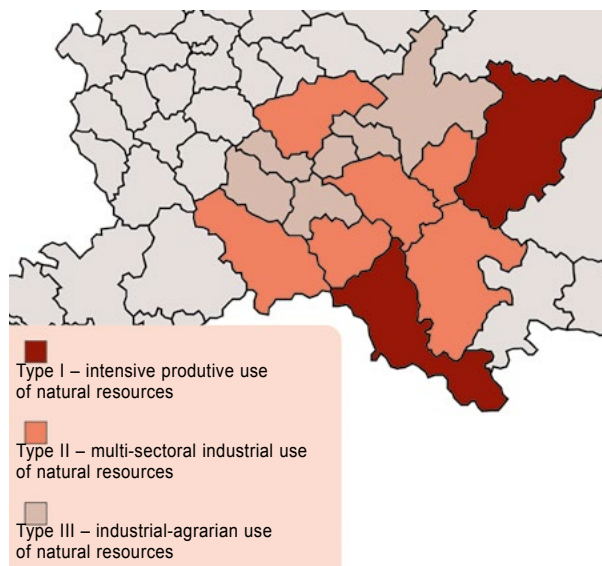 Type I – intensive produtive use
of natural resources
Type II – multi-sectoral industrial use
of natural resources
Type III – industrial-agrarian use
of natural resources